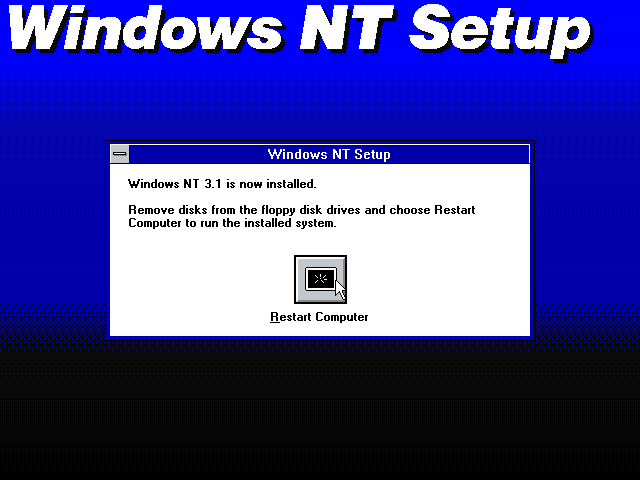 Windows NT Setup
Windows NT Setup
Windows NT 3.1 is now installed.
Remove disks from the floppy disk drives and choose Restart
Computer to run the installed system.
Restart Computer